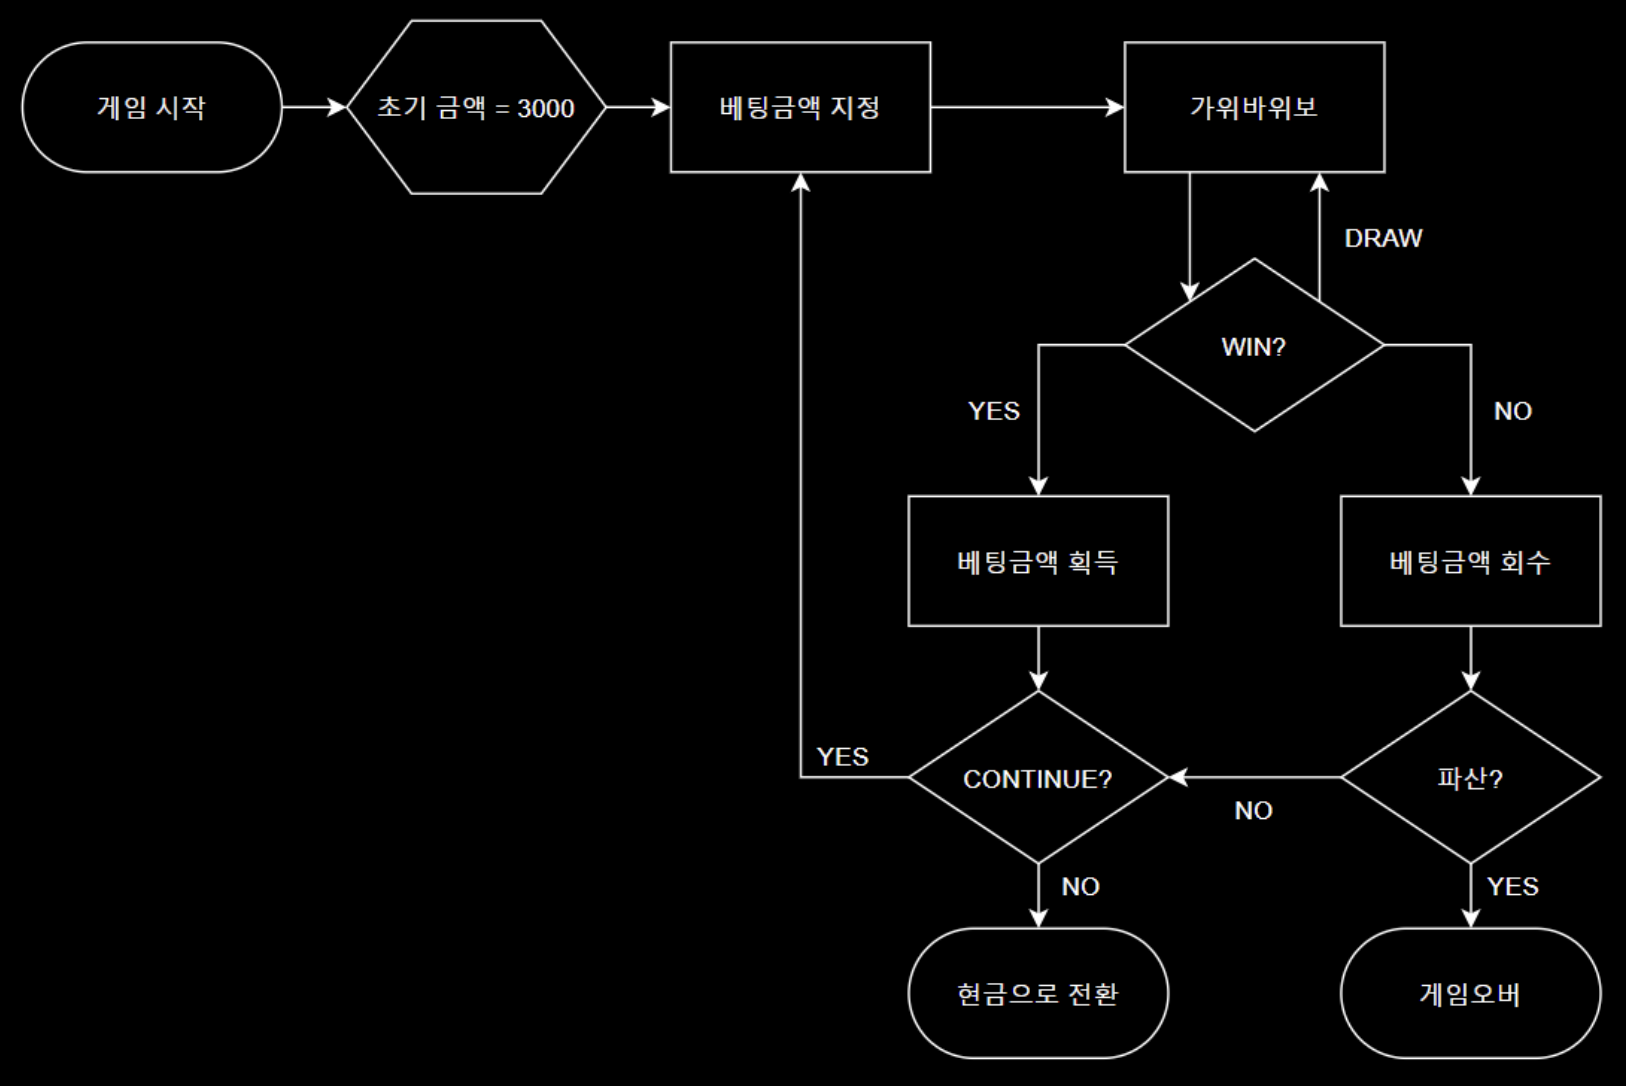 게임 시작
초기 금액 = 3000
베팅금액 지정
가위바위보
DRAW
WIN?
YES
NO
베팅금액 획득
베팅금액 회수
YES
CONTINUE?
파산?
NO
NO
YES
현금으로 전환
게임오버